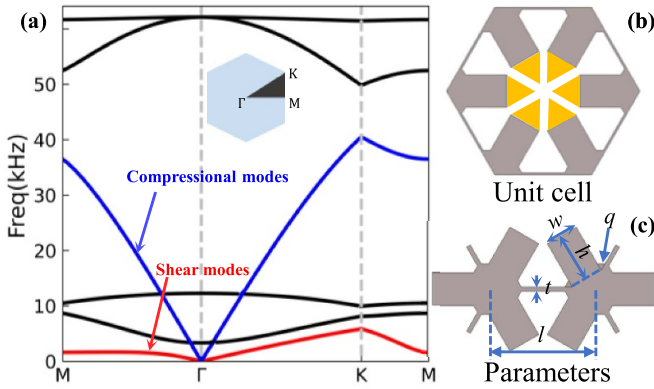 (a)
Freq(kHz)
50
40
30
20
10
0
K
Γ
M
Compressional modes
Shear modes
M
Γ
K
M
(b)
Unit cell
(c)
w
h
q
t
l
Parameters